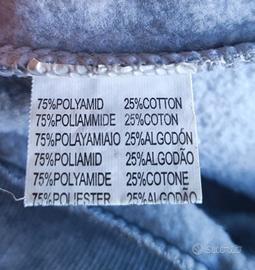 75%POLYAMID 25%COTTON
75%POLIAMMIDE 25%COTON
75%POLAYAMIAIO 25%ALGODÓN
75%POLIAMID 25%ALGODÃO
75%POLYAMIDE 25%COTONE
75%POLIESTER 25%ALGODÃO
subito